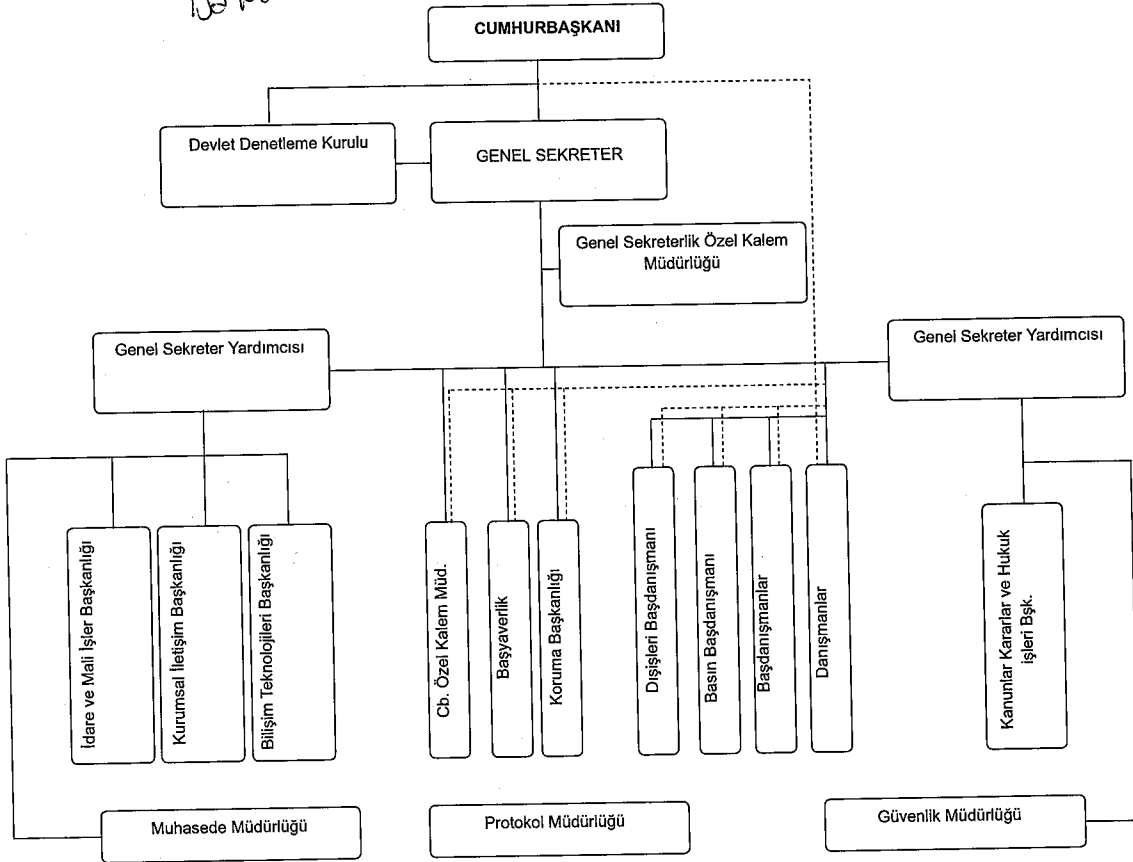 CUMHURBAŞKANI
Devlet Denetleme Kurulu
GENEL SEKRETER
Genel Sekreterlik Özel Kalem
Müdürlüğü
Genel Sekreter Yardımcısı
Genel Sekreter Yardımcısı
İdare ve Mali İşler Başkanlığı
Kurumsal İletişim Başkanlığı
Bilişim Teknolojileri Başkanlığı
Cb. Özel Kalem Müd.
Başyaverlik
Koruma Başkanlığı
Dışişleri Başdanışmanı
Basın Başdanışmanı
Başdanışmanlar
Danışmanlar
Kanunlar Kararlar ve Hukuk
işleri Bşk.
Muhasede Müdürlüğü
Protokol Müdürlüğü
Güvenlik Müdürlüğü